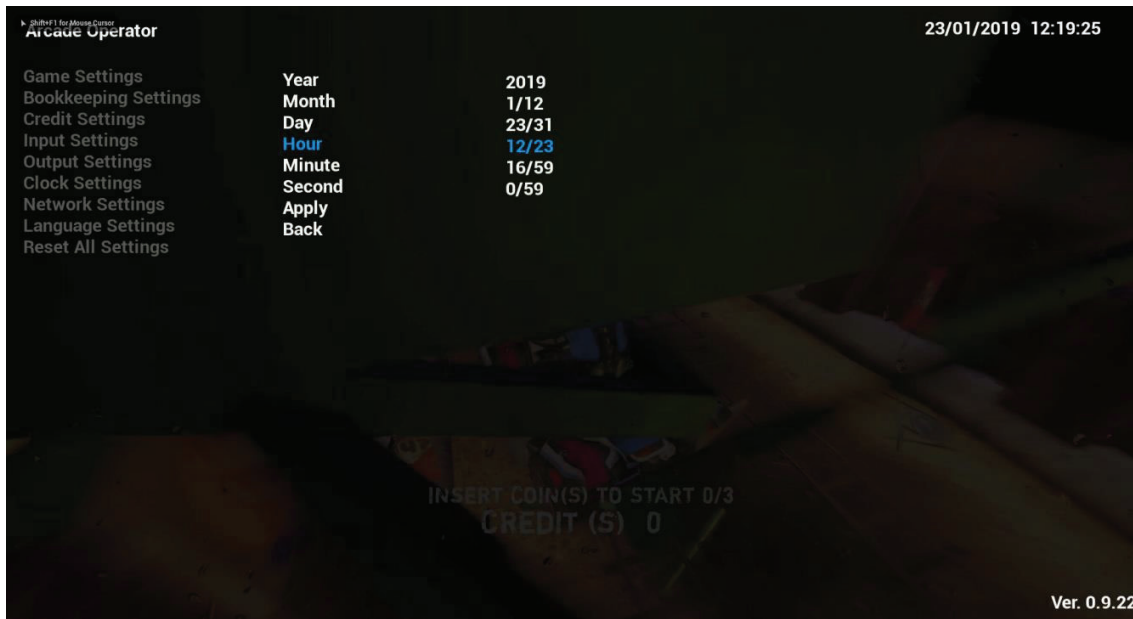 Shift+F1 for Mouse Cursor
Arcade Operator
23/01/2019 12:19:25
Game Settings
Bookkeeping Settings
Credit Settings
Input Settings
Output Settings
Clock Settings
Network Settings
Language Settings
Reset All Settings
Year 2019
Month 1/12
Day 23/31
Hour 12/23
Minute 16/59
Second 0/59
Apply
Back
INSERT COIN(S) TO START 0/3
CREDIT (S) 0
Ver. 0.9.22